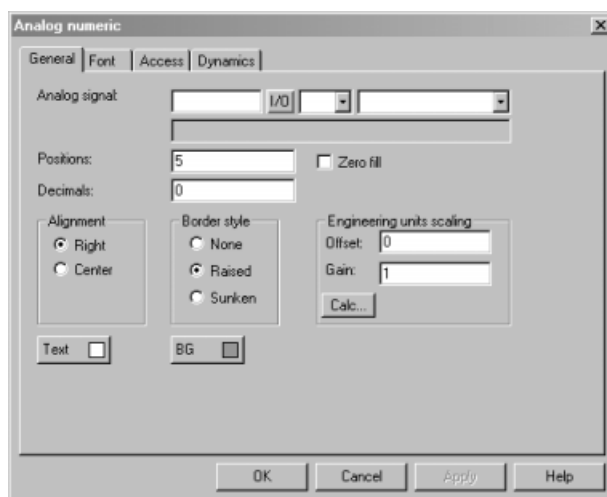 Analog numeric
General Font Access Dynamics
Analog signal: I/O
Positions: 5 Zero fill
Decimals: 0
Alignment Border style Engineering units scaling
Right None Offset: 0
Center Raised Gain: 1
Sunken Calc...
Text BG
OK Cancel Apply Help